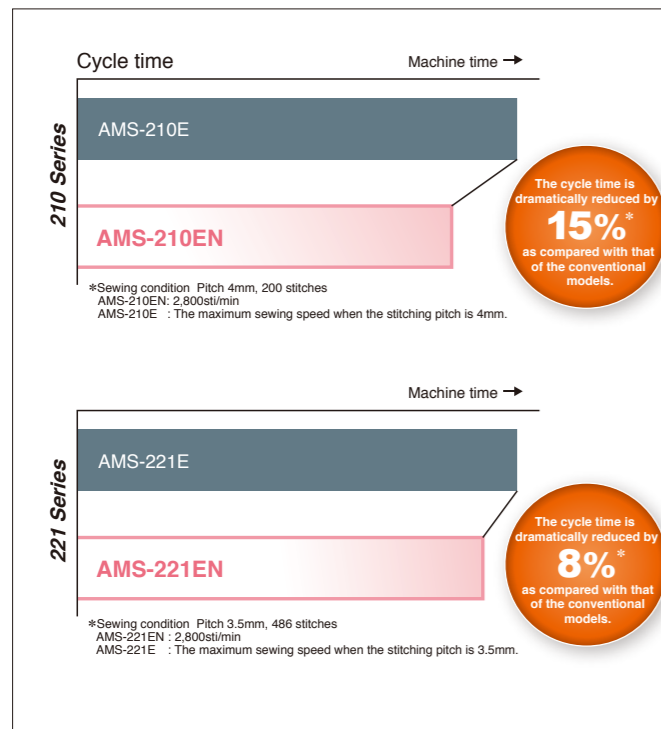 Cycle time
Machine time →
210 Series
AMS-210E
AMS-210EN
The cycle time is
dramatically reduced by
15%*
as compared with that
of the conventional
models.
*Sewing condition Pitch 4mm, 200 stitches
AMS-210EN: 2,800sti/min
AMS-210E : The maximum sewing speed when the stitching pitch is 4mm.
Machine time →
221 Series
AMS-221E
AMS-221EN
The cycle time is
dramatically reduced by
8%*
as compared with that
of the conventional
models.
*Sewing condition Pitch 3.5mm, 486 stitches
AMS-221EN : 2,800sti/min
AMS-221E : The maximum sewing speed when the stitching pitch is 3.5mm.